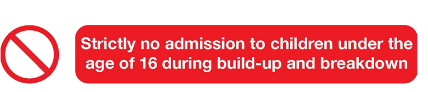 Strictly no admission to children under the
age of 16 during build-up and breakdown